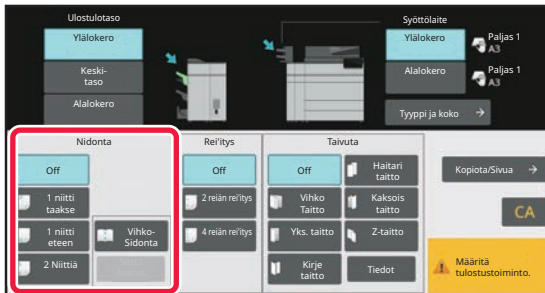 Ulostulotaso
Ylälokero
Keski-
taso
Alalokero
Syöttölaite
Ylälokero
Paljas 1
A3
Alalokero
Paljas 1
A3
Tyyppi ja koko
Nidonta
Off
1 niitti
taakse
1 niitti
eteen
2 Niittiä
Vihko-
Sidonta
Rei'itys
Off
2 reiän rei'itys
4 reiän rei'itys
Taivuta
Off
Haitari
taitto
Vihko
Taitto
Kaksois
taitto
Yks. taitto
Z-taitto
Kirje
taitto
Tiedot
Kopiota/Sivua
CA
Määritä
tulostustoiminto.